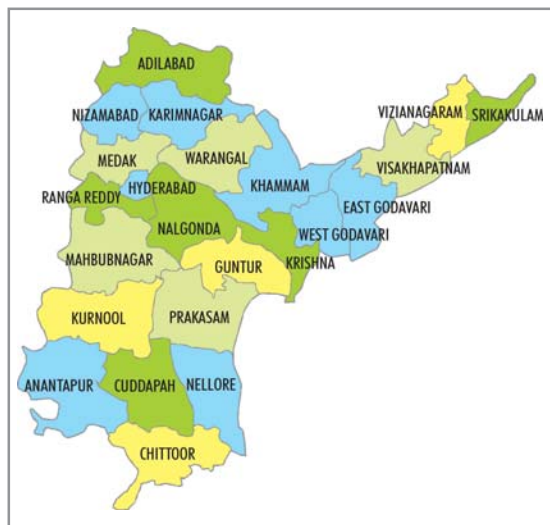 ADILABAD
NIZAMABAD
KARIMNAGAR
VIZIANAGARAM
SRIKAKULAM
MEDAK
WARANGAL
VISAKHAPATNAM
KHAMMAM
HYDERABAD
RANGA REDDY
EAST GODAVARI
NALGONDA
WEST GODAVARI
MAHBUBNAGAR
GUNTUR
KRISHNA
KURNOOL
PRAKASAM
ANANTAPUR
CUDDAPAH
NELLORE
CHITTOOR